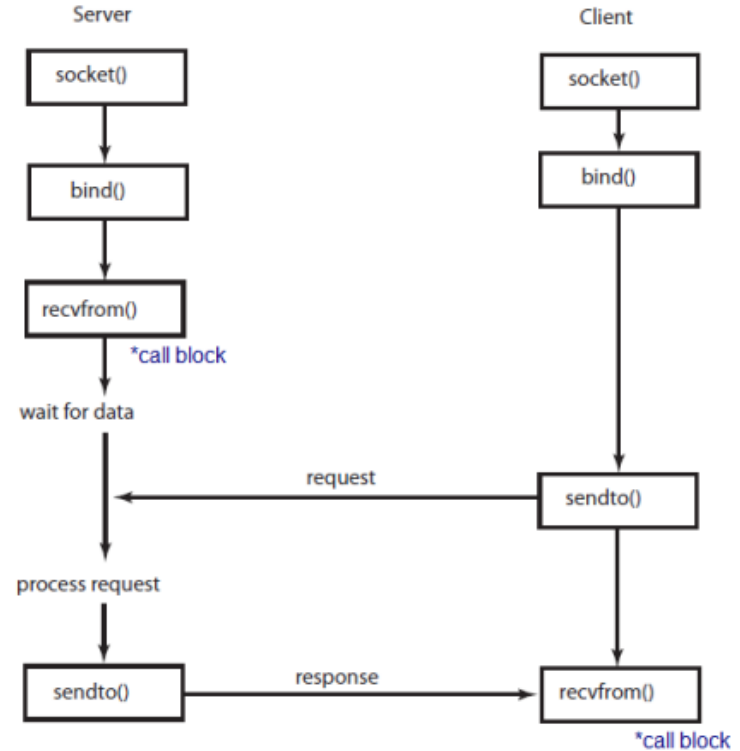 Server
Client
socket()
socket()
bind()
bind()
recvfrom()
*call block
wait for data
request
sendto()
process request
sendto()
response
recvfrom()
*call block